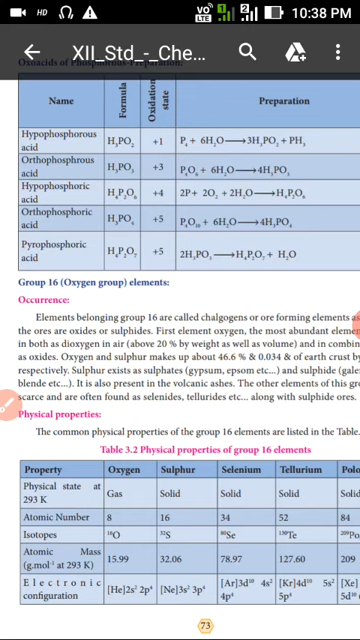 VoLTE 1 2 10:38 PM
XII_Std - Che...
Oxoacids of Phosphorous-Preparation:
Name Formula Oxidation state Preparation
Hypophosphorous acid H₃PO₂ +1 P₄ + 6H₂O ⟶ 3H₃PO₂ + PH₃
Orthophosphrous acid H₃PO₃ +3 P₄O₆ + 6H₂O ⟶ 4H₃PO₃
Hypophosphoric acid H₄P₂O₆ +4 2P + 2O₂ + 2H₂O ⟶ H₄P₂O₆
Orthophosphoric acid H₃PO₄ +5 P₄O₁₀ + 6H₂O ⟶ 4H₃PO₄
Pyrophosphoric acid H₄P₂O₇ +5 2H₃PO₄ ⟶ H₄P₂O₇ + H₂O
Group 16 (Oxygen group) elements:
Occurrence:
Elements belonging group 16 are called chalgogens or ore forming elements as
the ores are oxides or sulphides. First element oxygen, the most abundant elemen
in both as dioxygen in air (above 20 % by weight as well as volume) and in combin
as oxides. Oxygen and sulphur makes up about 46.6 % & 0.034 & of earth crust by
respectively. Sulphur exists as sulphates (gypsum, epsom etc...) and sulphide (gale
blende etc...). It is also present in the volcanic ashes. The other elements of this gr
scarce and are often found as selenides, tellurides etc... along with sulphide ores.
Physical properties:
The common physical properties of the group 16 elements are listed in the Table.
Table 3.2 Physical properties of group 16 elements
Property Oxygen Sulphur Selenium Tellurium Polo
Physical state at 293 K Gas Solid Solid Solid Solid
Atomic Number 8 16 34 52 84
Isotopes ¹⁶O ³²S ⁸⁰Se ¹³⁰Te ²⁰⁹Po
Atomic Mass (g.mol⁻¹ at 293 K) 15.99 32.06 78.97 127.60 209
Electronic configuration [He]2s² 2p⁴ [Ne]3s² 3p⁴ [Ar]3d¹⁰ 4s² 4p⁴ [Kr]4d¹⁰ 5s² 5p⁴ [Xe] 5d¹⁰
73